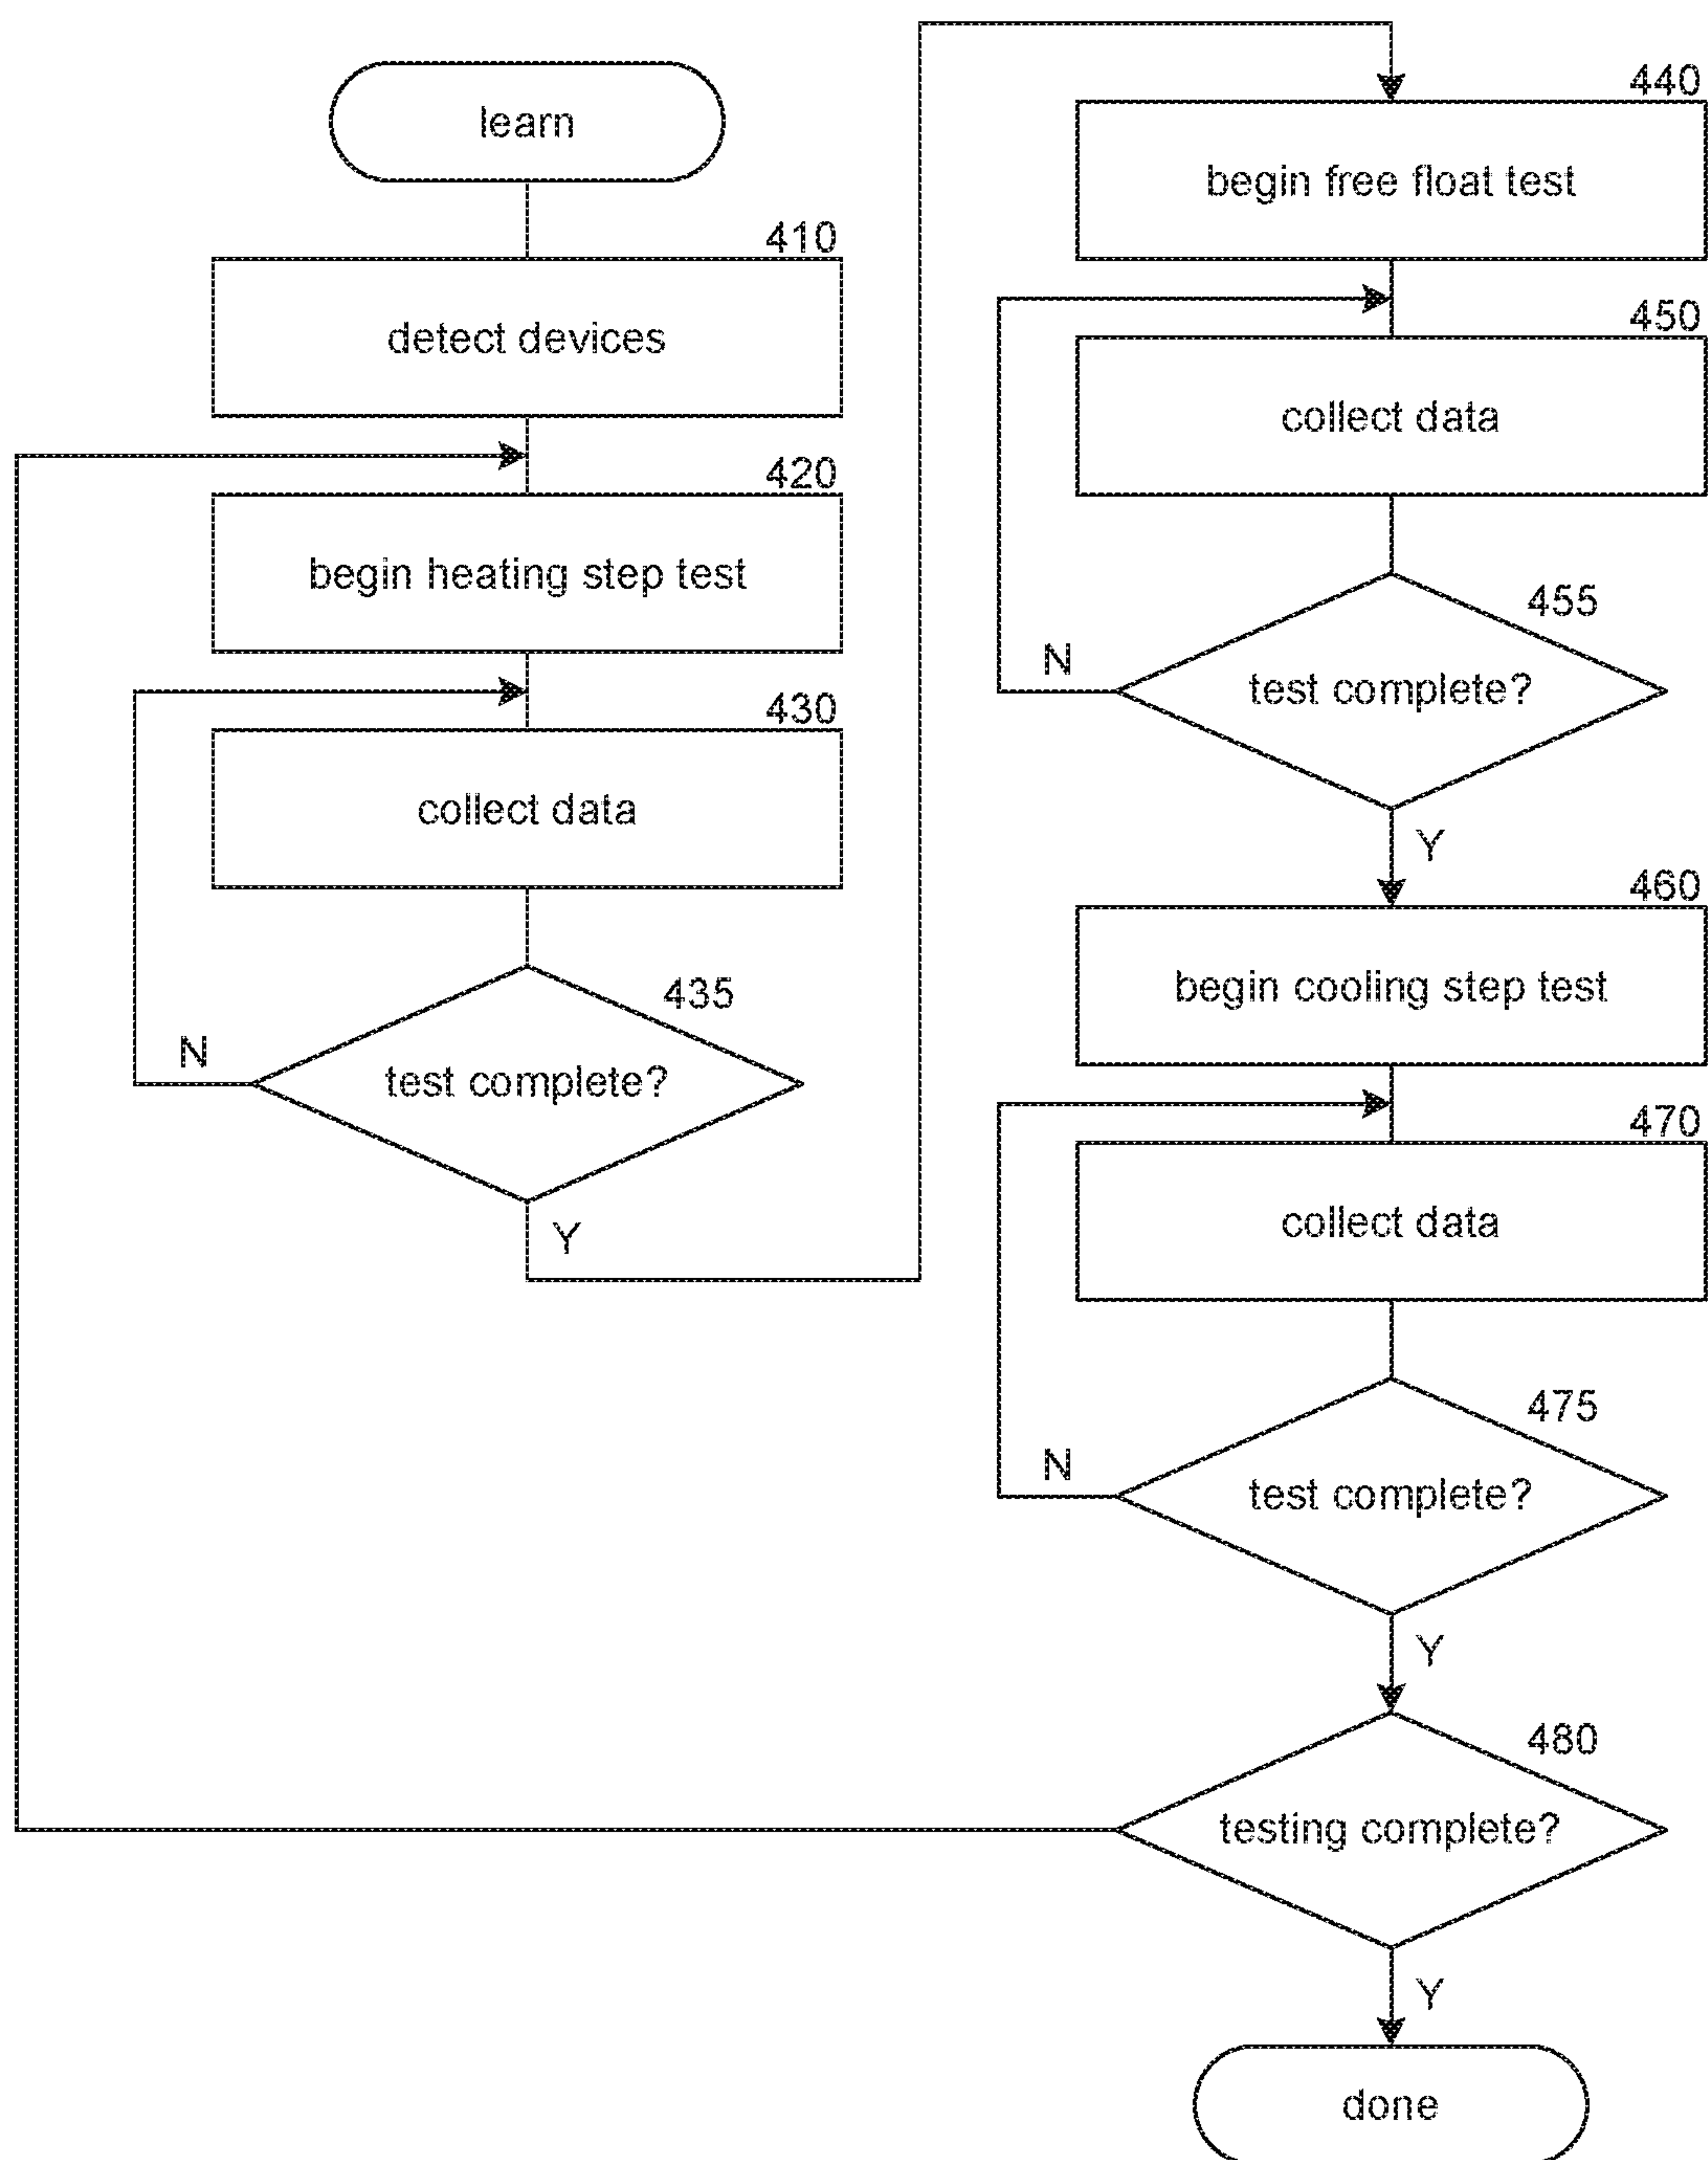 learn
410
detect devices
420
begin heating step test
430
collect data
435
test complete?
N
Y
440
begin free float test
450
collect data
455
test complete?
N
Y
460
begin cooling step test
470
collect data
475
test complete?
N
Y
480
testing complete?
Y
done